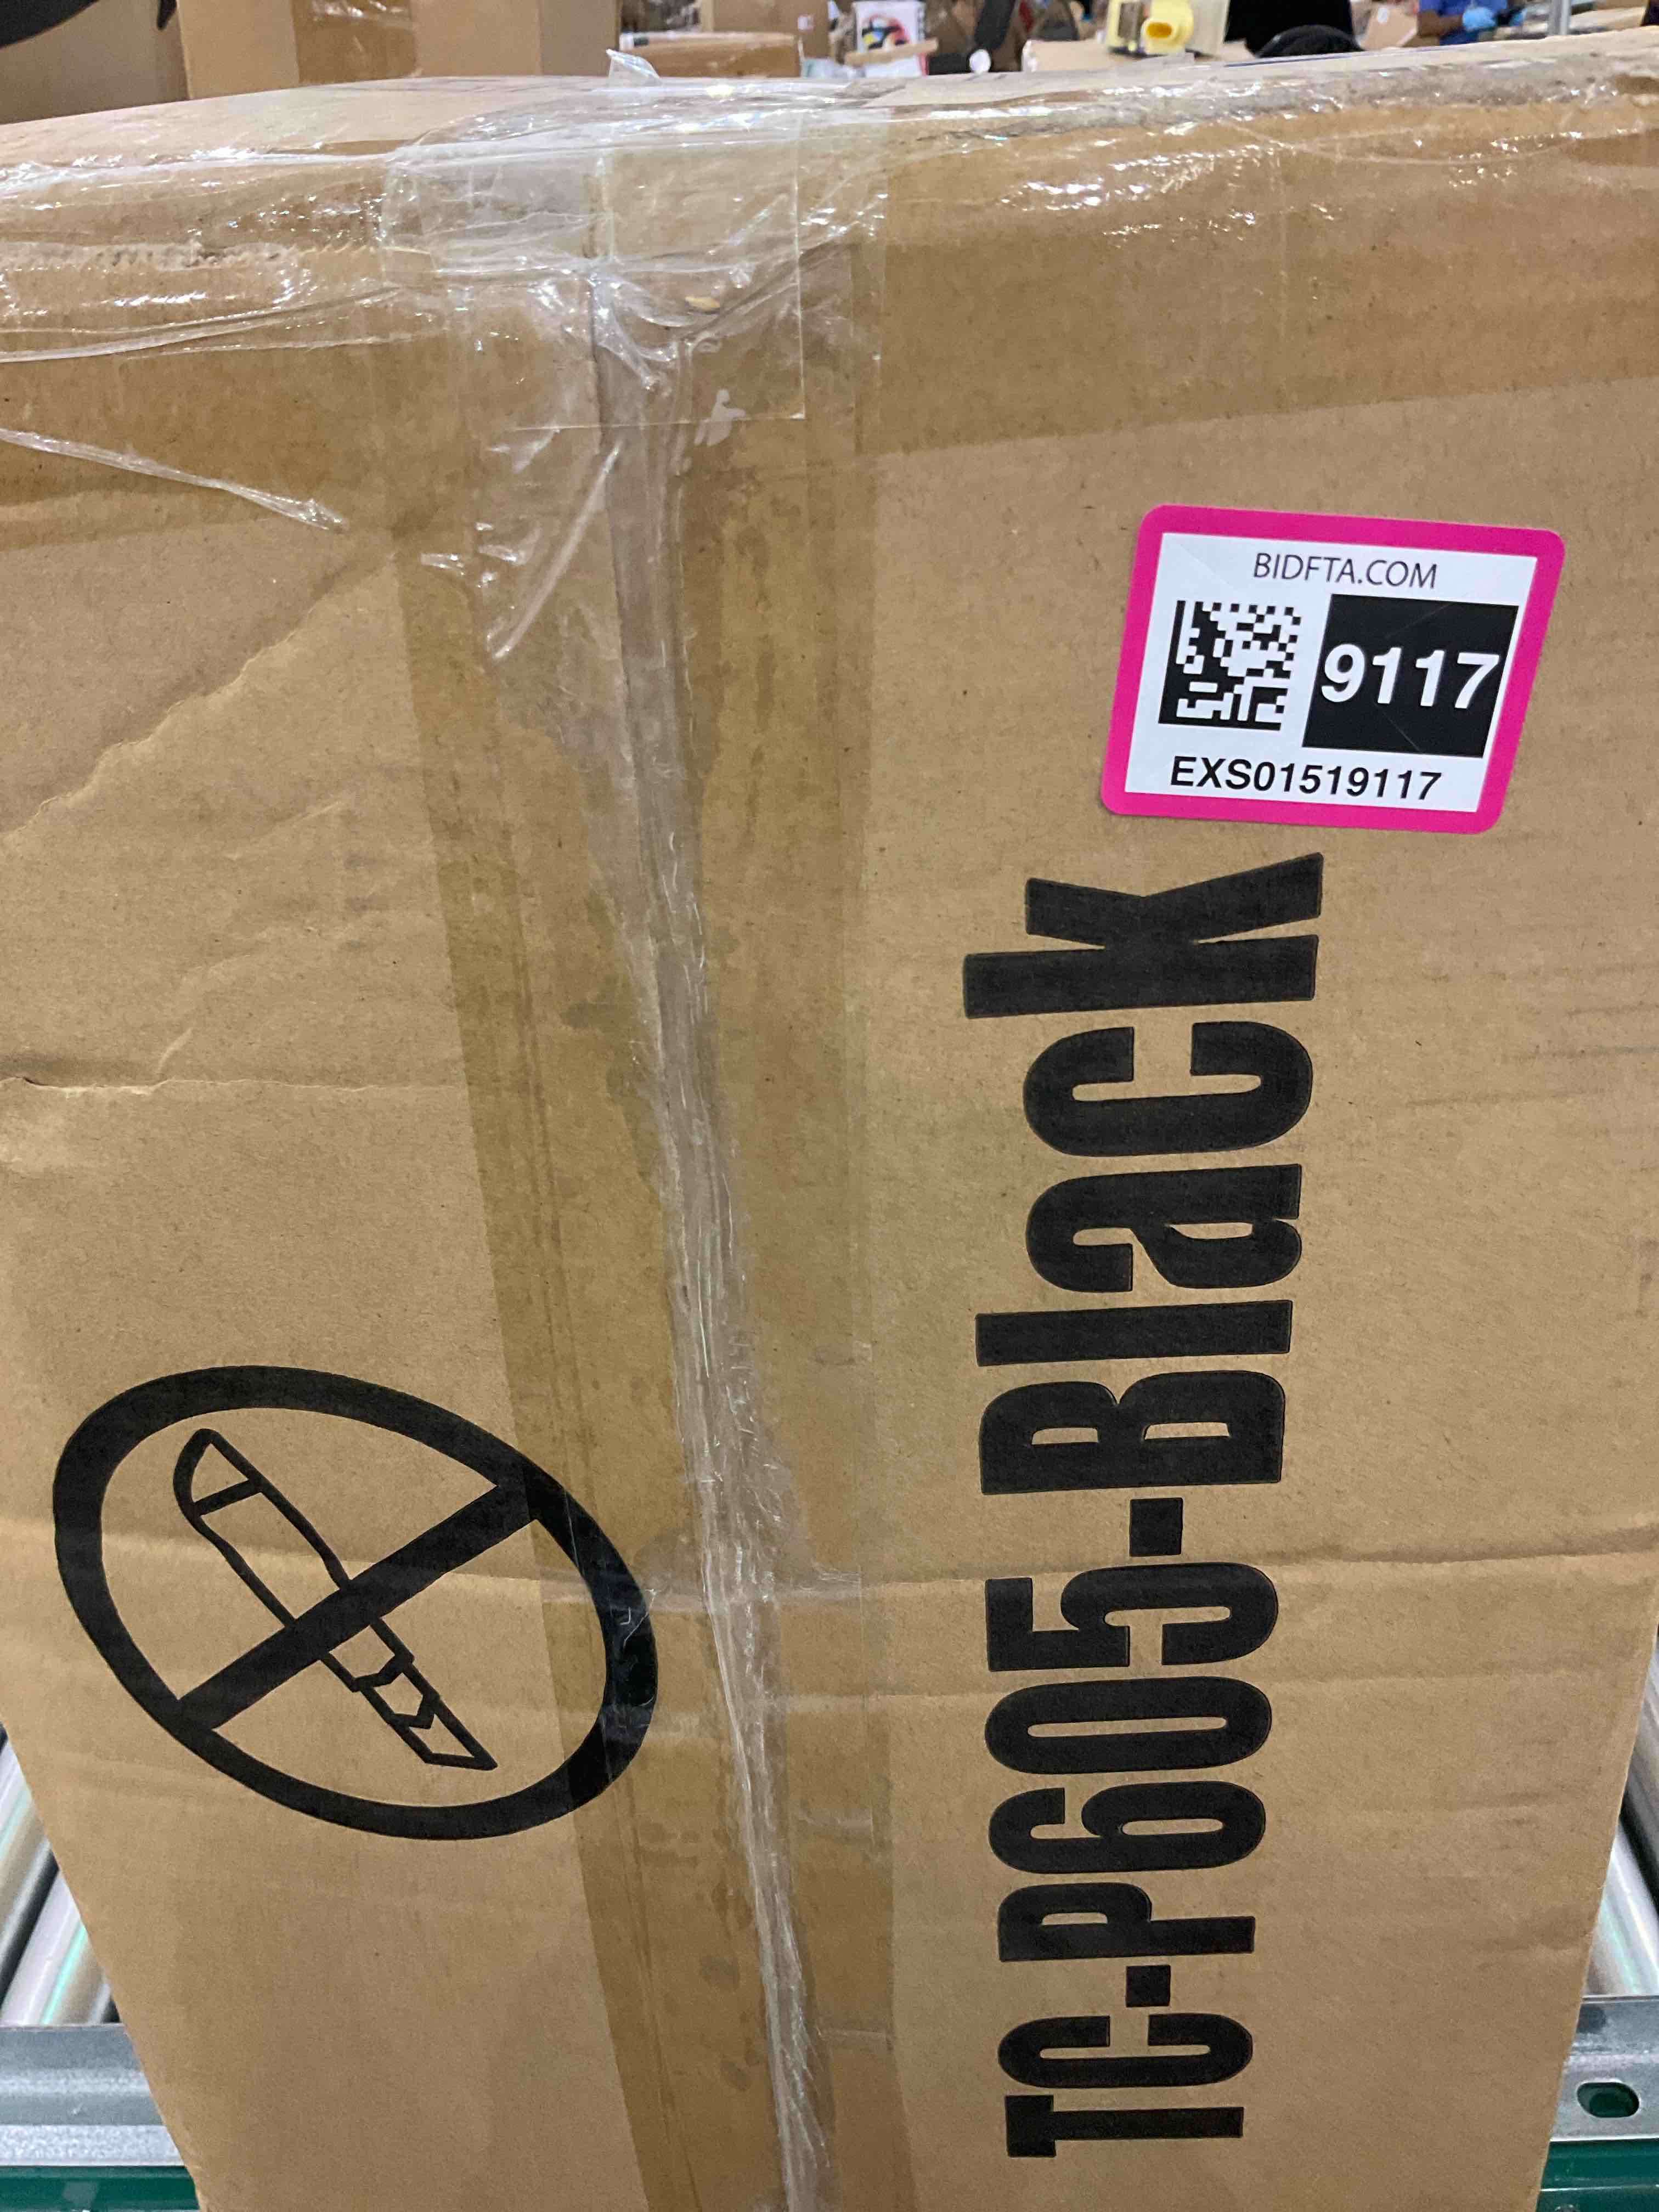 BIDFTA.COM
9117
EXS01519117
TC-P605-Black